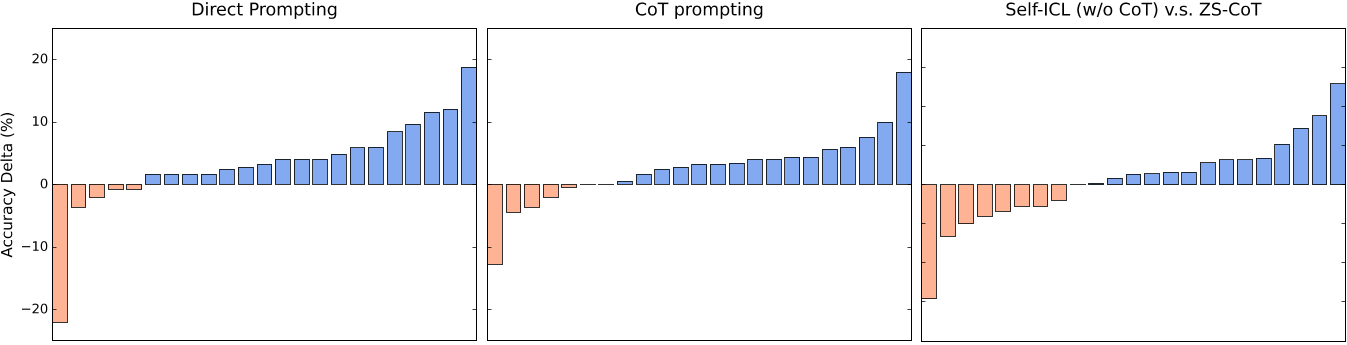 Direct Prompting
CoT prompting
Self-ICL (w/o CoT) v.s. ZS-CoT
Accuracy Delta (%)
20
10
0
−10
−20